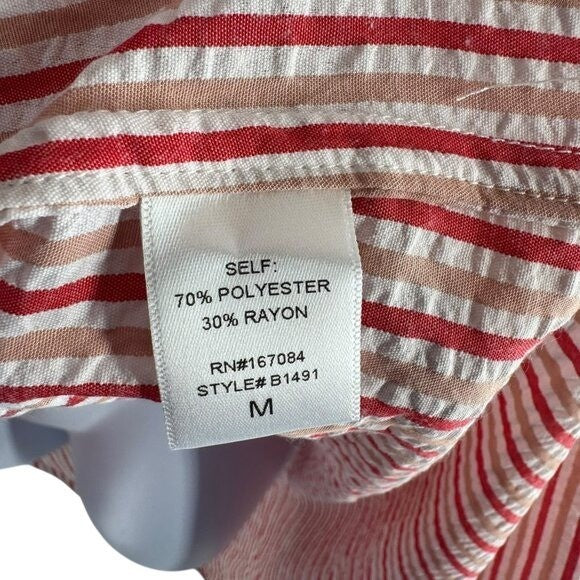 SELF:
70% POLYESTER
30% RAYON
RN#167084
STYLE# B1491
M